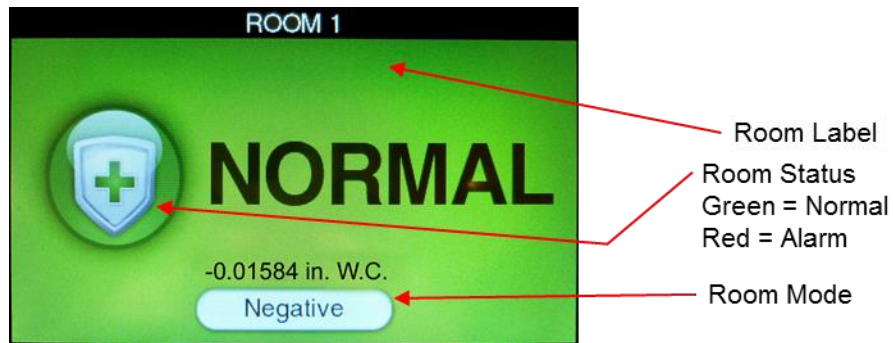 ROOM 1
NORMAL
-0.01584 in. W.C.
Negative
Room Label
Room Status
Green = Normal
Red = Alarm
Room Mode